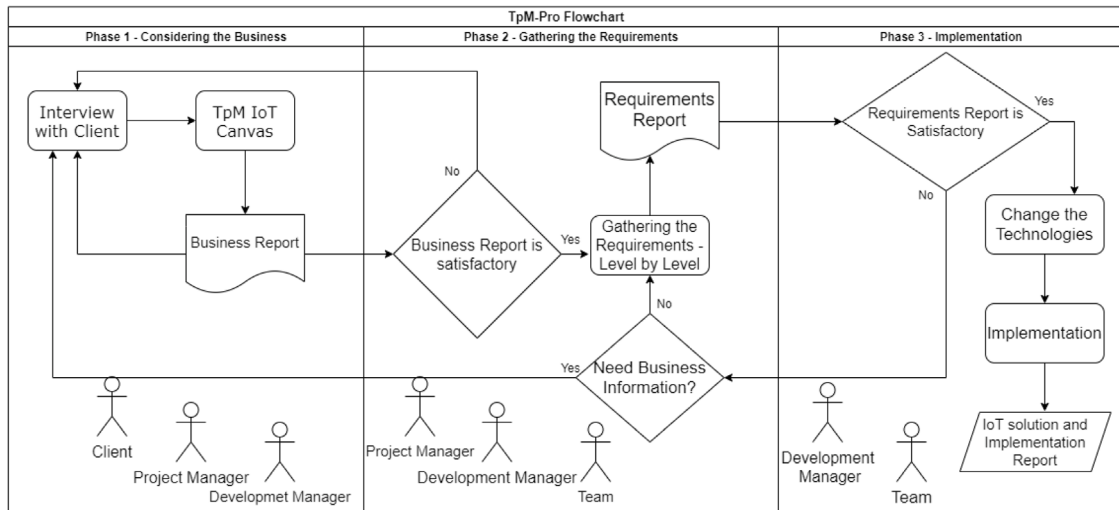 TpM-Pro Flowchart
Phase 1 - Considering the Business
Phase 2 - Gathering the Requirements
Phase 3 - Implementation
Interview
with Client
TpM IoT
Canvas
Business Report
No
Business Report is
satisfactory
Yes
Requirements
Report
Gathering the
Requirements -
Level by Level
No
Need Business
Information?
Yes
Requirements Report is
Satisfactory
Yes
No
Change the
Technologies
Implementation
IoT solution and
Implementation
Report
Client
Project Manager
Developmet Manager
Project Manager
Development Manager
Team
Development
Manager
Team